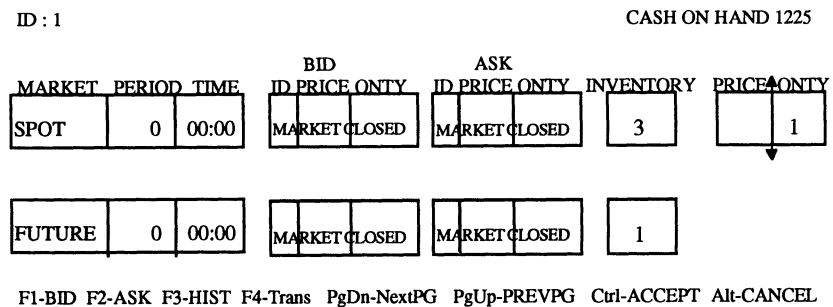 ID : 1 CASH ON HAND 1225
BID ASK
MARKET PERIOD TIME ID PRICE QNTY ID PRICE QNTY INVENTORY PRICE QNTY
SPOT 0 00:00 MARKET CLOSED MARKET CLOSED 3 1
FUTURE 0 00:00 MARKET CLOSED MARKET CLOSED 1
F1-BID F2-ASK F3-HIST F4-Trans PgDn-NextPG PgUp-PREVPG Ctrl-ACCEPT Alt-CANCEL